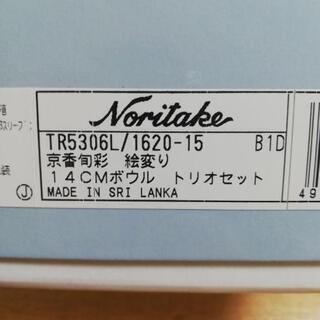 Noritake
TR5306L/1620-15 B1D
京香旬彩 絵変り
14CMボウル トリオセット
MADE IN SRI LANKA
J
49